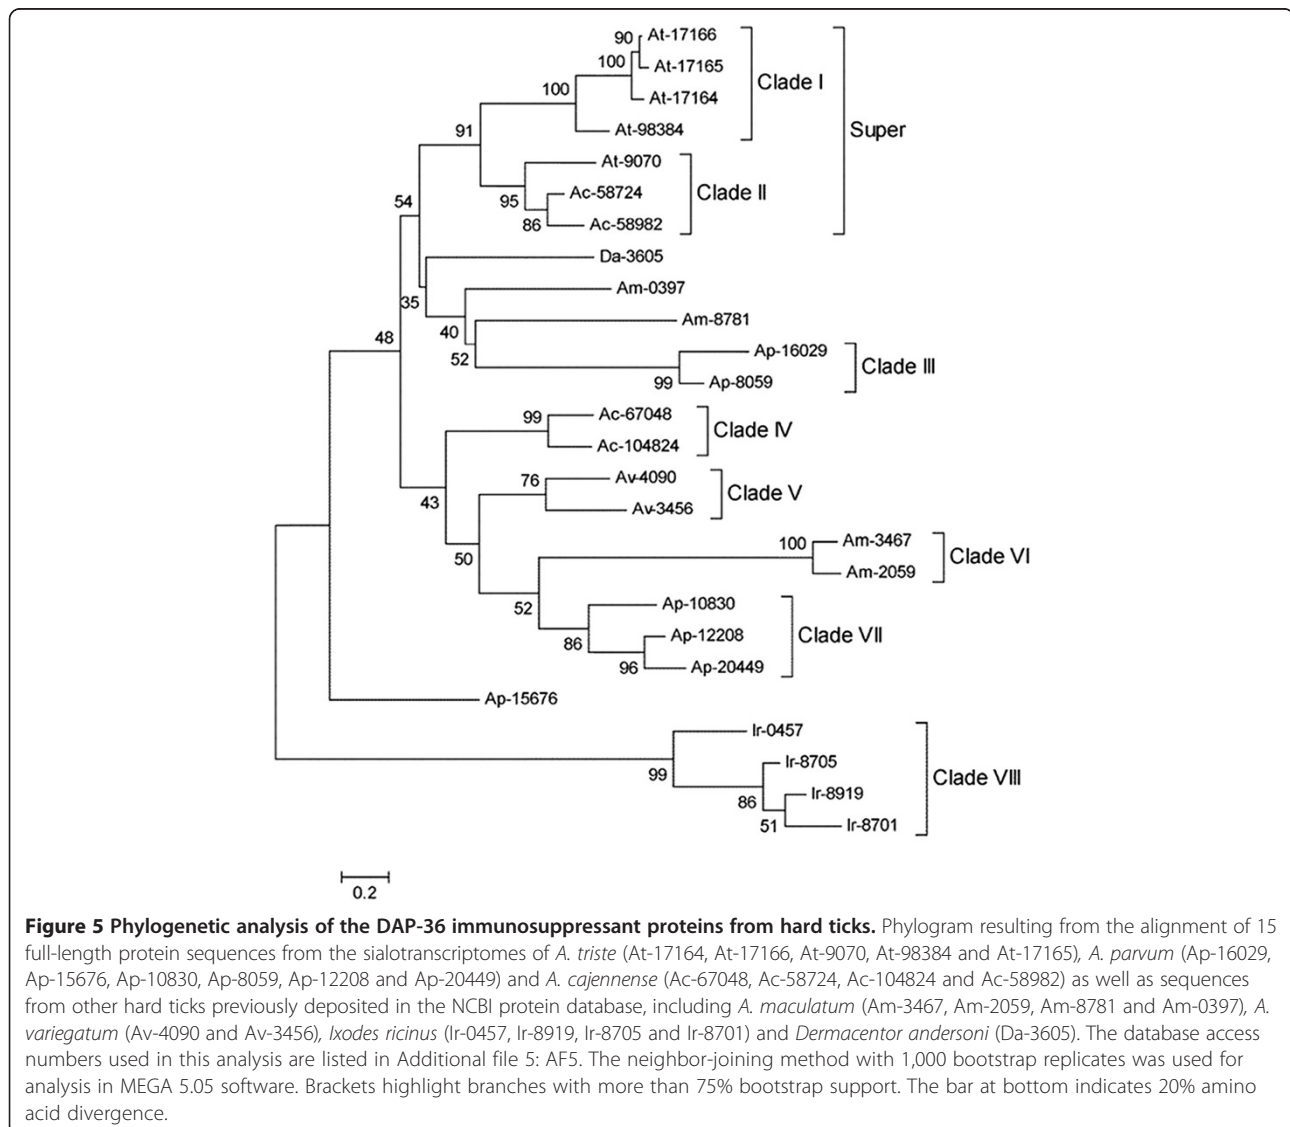 90
At-17166
100
At-17165
Clade I
100
At-17164
At-98384
91
Super
At-9070
Clade II
95
Ac-58724
86
Ac-58982
54
Da-3605
35
Am-0397
40
Am-8781
48
52
Ap-16029
Clade III
99
Ap-8059
99
Ac-67048
Clade IV
Ac-104824
43
76
Av-4090
Clade V
Av-3456
50
100
Am-3467
Clade VI
Am-2059
52
Ap-10830
86
Ap-12208
Clade VII
96
Ap-20449
Ap-15676
Ir-0457
99
Ir-8705
Clade VIII
86
Ir-8919
51
Ir-8701
0.2
Figure 5 Phylogenetic analysis of the DAP-36 immunosuppressant proteins from hard ticks. Phylogram resulting from the alignment of 15
full-length protein sequences from the sialotranscriptomes of A. triste (At-17164, At-17166, At-9070, At-98384 and At-17165), A. parvum (Ap-16029,
Ap-15676, Ap-10830, Ap-8059, Ap-12208 and Ap-20449) and A. cajennense (Ac-67048, Ac-58724, Ac-104824 and Ac-58982) as well as sequences
from other hard ticks previously deposited in the NCBI protein database, including A. maculatum (Am-3467, Am-2059, Am-8781 and Am-0397), A.
variegatum (Av-4090 and Av-3456), Ixodes ricinus (Ir-0457, Ir-8919, Ir-8705 and Ir-8701) and Dermacentor andersoni (Da-3605). The database access
numbers used in this analysis are listed in Additional file 5: AF5. The neighbor-joining method with 1,000 bootstrap replicates was used for
analysis in MEGA 5.05 software. Brackets highlight branches with more than 75% bootstrap support. The bar at bottom indicates 20% amino
acid divergence.